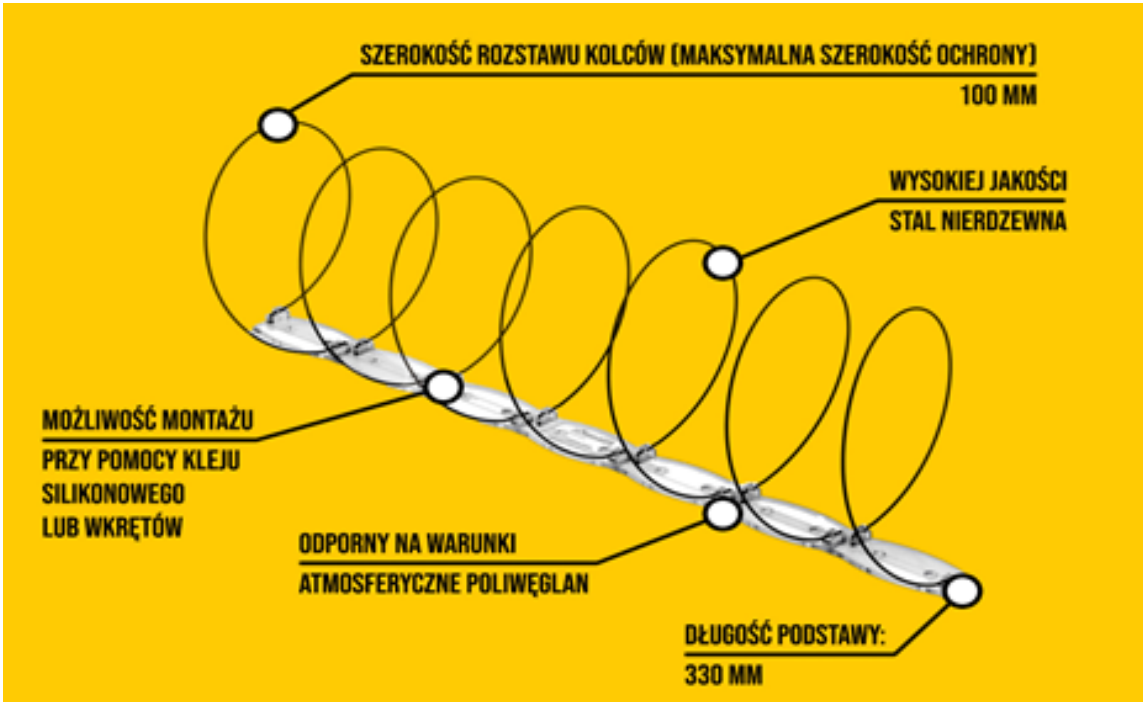 SZEROKOŚĆ ROZSTAWU KOLCÓW (MAKSYMALNA SZEROKOŚĆ OCHRONY)
100 MM
WYSOKIEJ JAKOŚCI
STAL NIERDZEWNA
MOŻLIWOŚĆ MONTAŻU
PRZY POMOCY KLEJU
SILIKONOWEGO
LUB WKRĘTÓW
ODPORNY NA WARUNKI
ATMOSFERYCZNE POLIWĘGLAN
DŁUGOŚĆ PODSTAWY:
330 MM